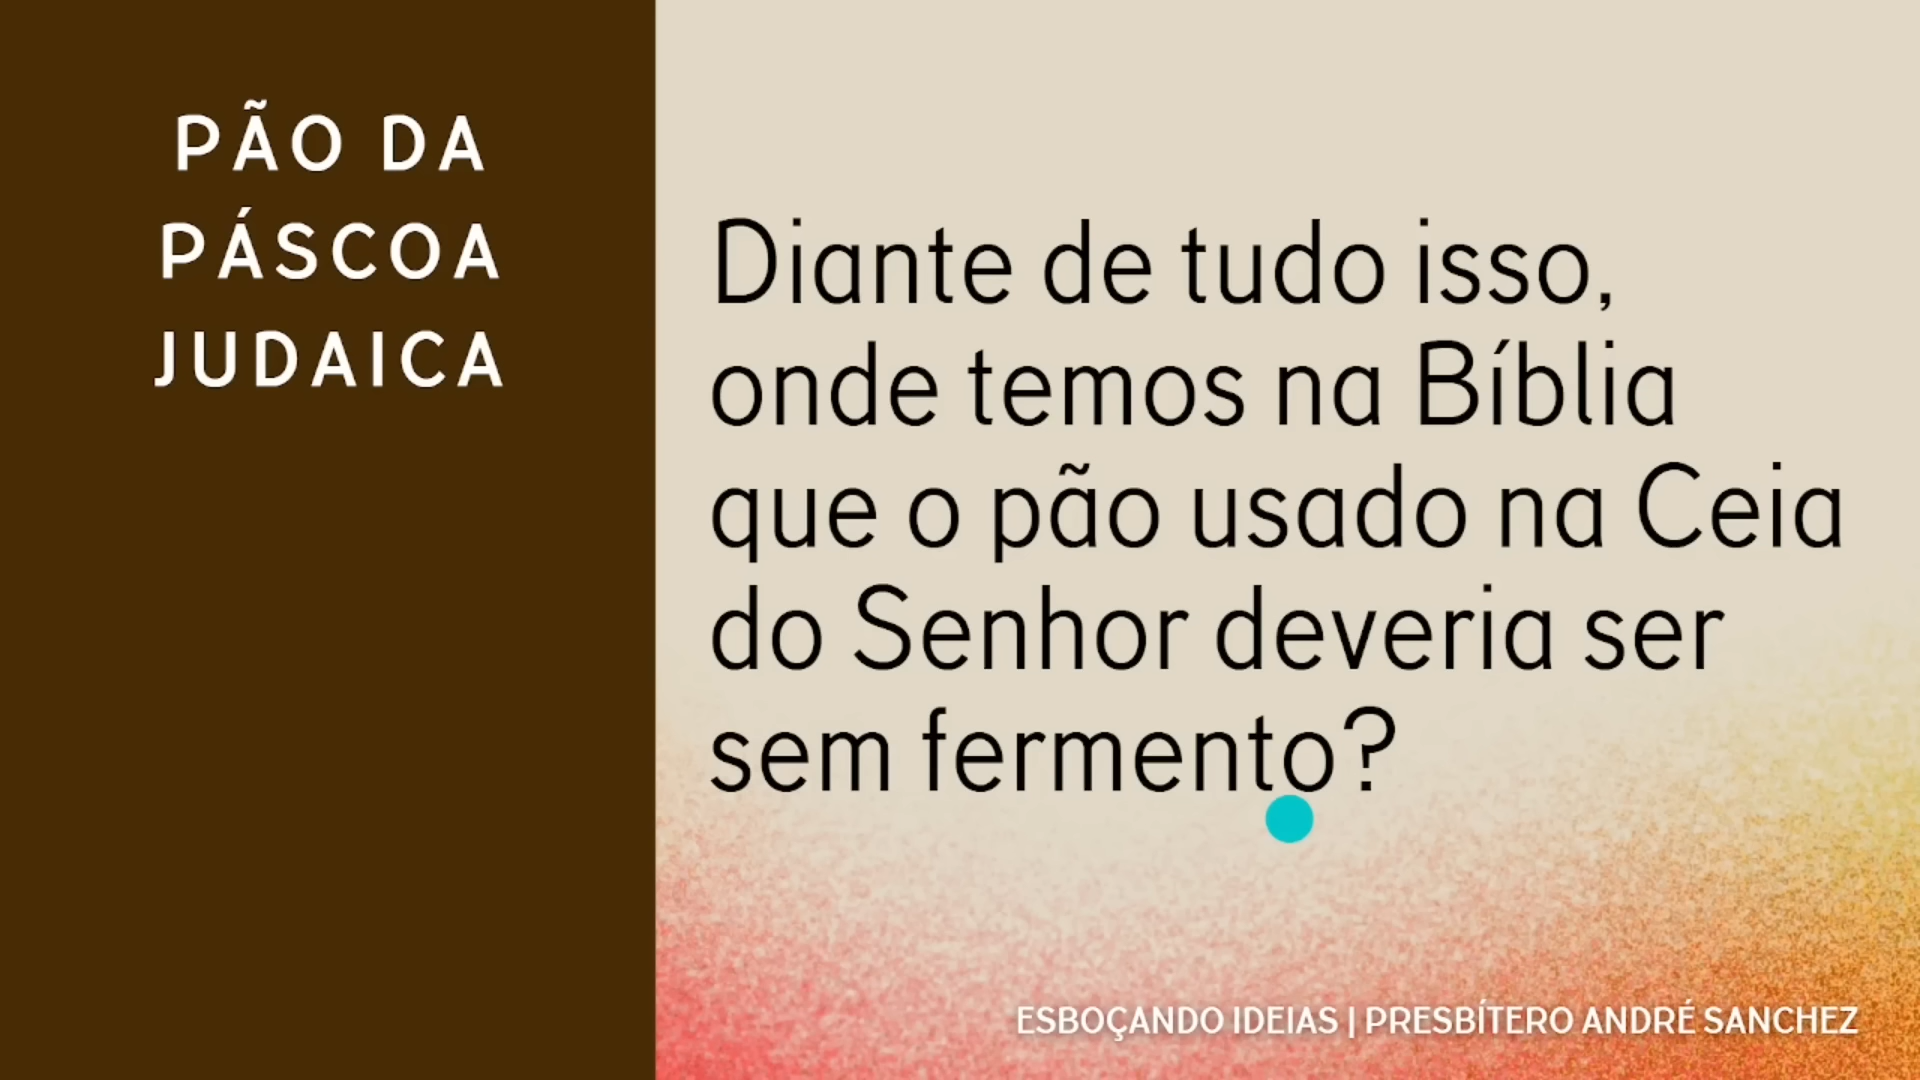 PÃO DA
PÁSCOA
JUDAICA
Diante de tudo isso,
onde temos na Bíblia
que o pão usado na Ceia
do Senhor deveria ser
sem fermento?
ESBOÇANDO IDEIAS | PRESBÍTERO ANDRÉ SANCHEZ